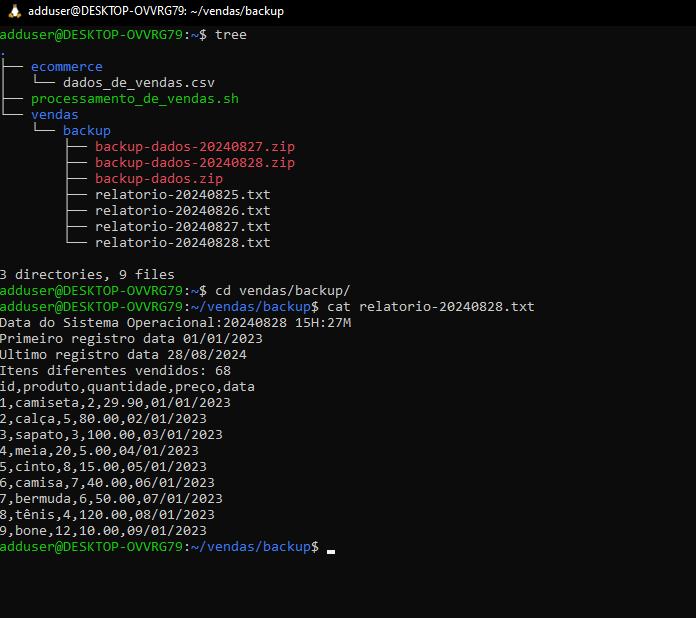 adduser@DESKTOP-OVVRG79: ~/vendas/backup
adduser@DESKTOP-OVVRG79:~$ tree
.
├── ecommerce
│   └── dados_de_vendas.csv
├── processamento_de_vendas.sh
└── vendas
    └── backup
        ├── backup-dados-20240827.zip
        ├── backup-dados-20240828.zip
        ├── backup-dados.zip
        ├── relatorio-20240825.txt
        ├── relatorio-20240826.txt
        ├── relatorio-20240827.txt
        └── relatorio-20240828.txt
3 directories, 9 files
adduser@DESKTOP-OVVRG79:~$ cd vendas/backup/
adduser@DESKTOP-OVVRG79:~/vendas/backup$ cat relatorio-20240828.txt
Data do Sistema Operacional:20240828 15H:27M
Primeiro registro data 01/01/2023
Ultimo registro data 28/08/2024
Itens diferentes vendidos: 68
id,produto,quantidade,preço,data
1,camiseta,2,29.90,01/01/2023
2,calça,5,80.00,02/01/2023
3,sapato,3,100.00,03/01/2023
4,meia,20,5.00,04/01/2023
5,cinto,8,15.00,05/01/2023
6,camisa,7,40.00,06/01/2023
7,bermuda,6,50.00,07/01/2023
8,tênis,4,120.00,08/01/2023
9,bone,12,10.00,09/01/2023
adduser@DESKTOP-OVVRG79:~/vendas/backup$